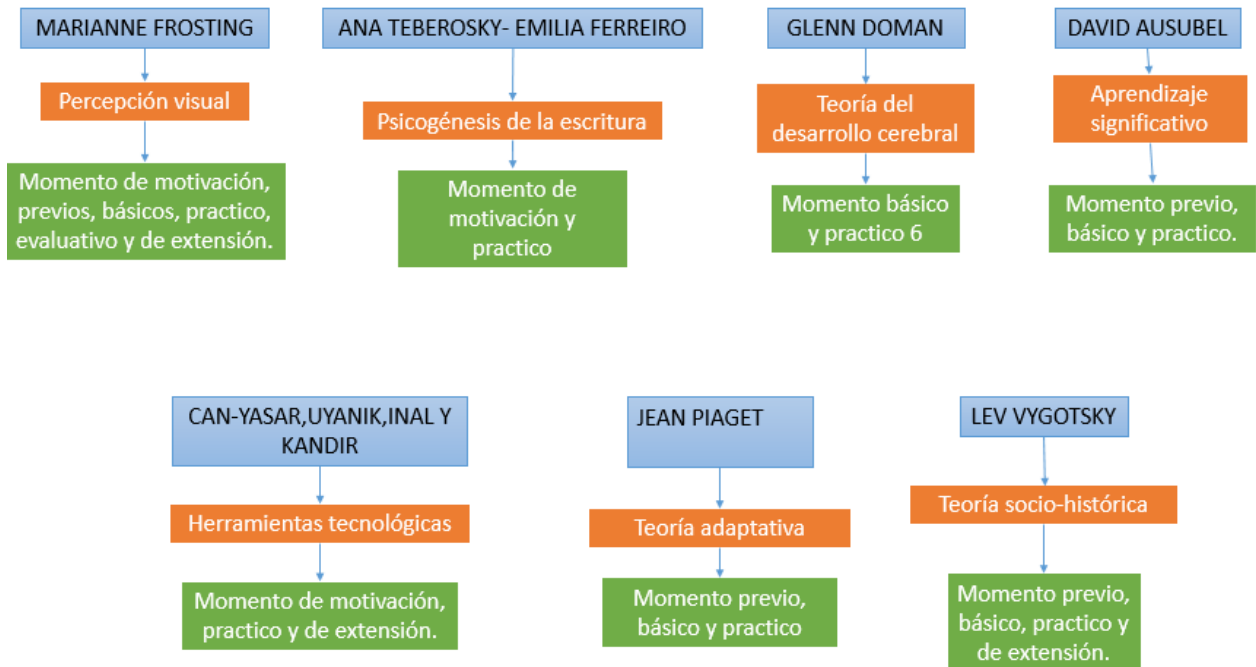 MARIANNE FROSTING
Percepción visual
Momento de motivación,
previos, básicos, practico,
evaluativo y de extensión.
ANA TEBEROSKY- EMILIA FERREIRO
Psicogénesis de la escritura
Momento de
motivación y
practico
GLENN DOMAN
Teoría del
desarrollo cerebral
Momento básico
y practico 6
DAVID AUSUBEL
Aprendizaje
significativo
Momento previo,
básico y practico.
CAN-YASAR,UYANIK,INAL Y
KANDIR
Herramientas tecnológicas
Momento de motivación,
practico y de extensión.
JEAN PIAGET
Teoría adaptativa
Momento previo,
básico y practico
LEV VYGOTSKY
Teoría socio-histórica
Momento previo,
básico, practico y
de extensión.